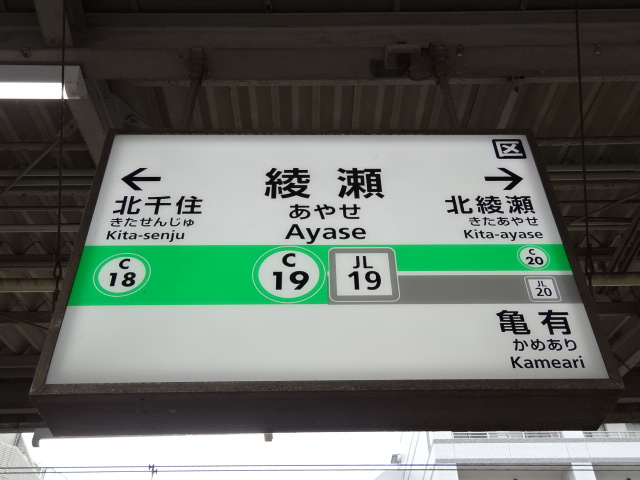 区
← 綾瀬 →
北千住 あやせ 北綾瀬
きたせんじゅ Ayase きたあやせ
Kita-senju Kita-ayase
C 18 C 19 JL 19 C 20
JL 20
亀有
かめあり
Kameari